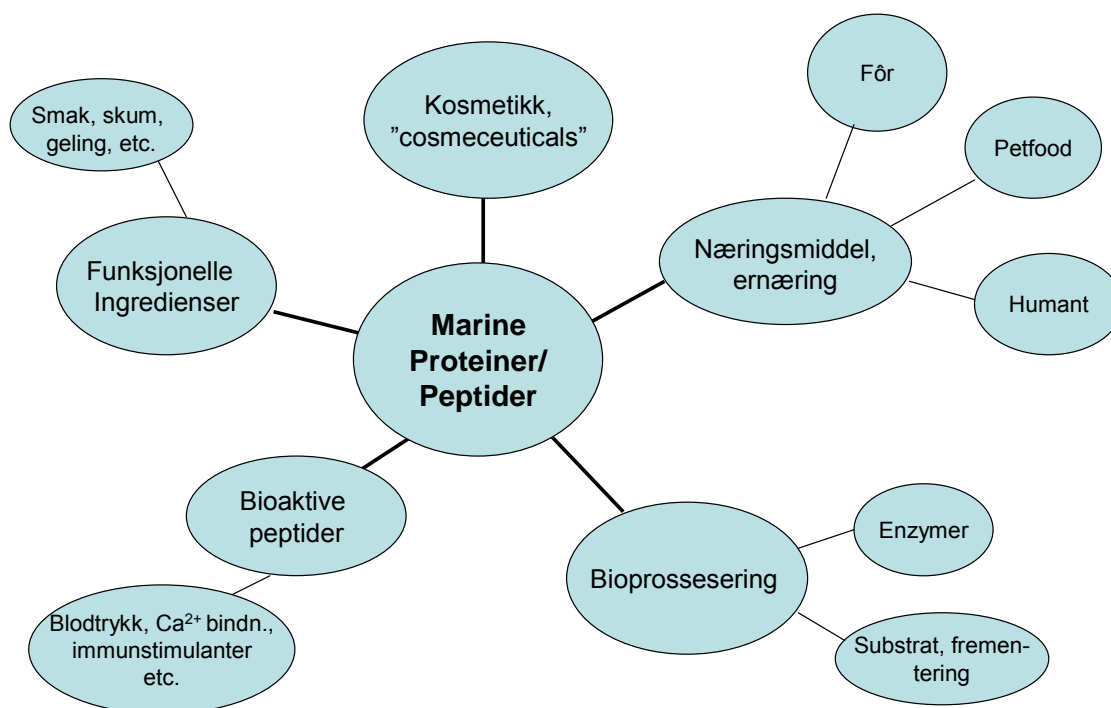 Fôr
Kosmetikk,
”cosmeceuticals”
Smak, skum,
geling, etc.
Petfood
Næringsmiddel,
ernæring
Funksjonelle
Ingredienser
Humant
Marine
Proteiner/
Peptider
Bioaktive
peptider
Enzymer
Bioprossesering
Blodtrykk, Ca²⁺ bindn.,
immunstimulanter
etc.
Substrat, fremen-
tering